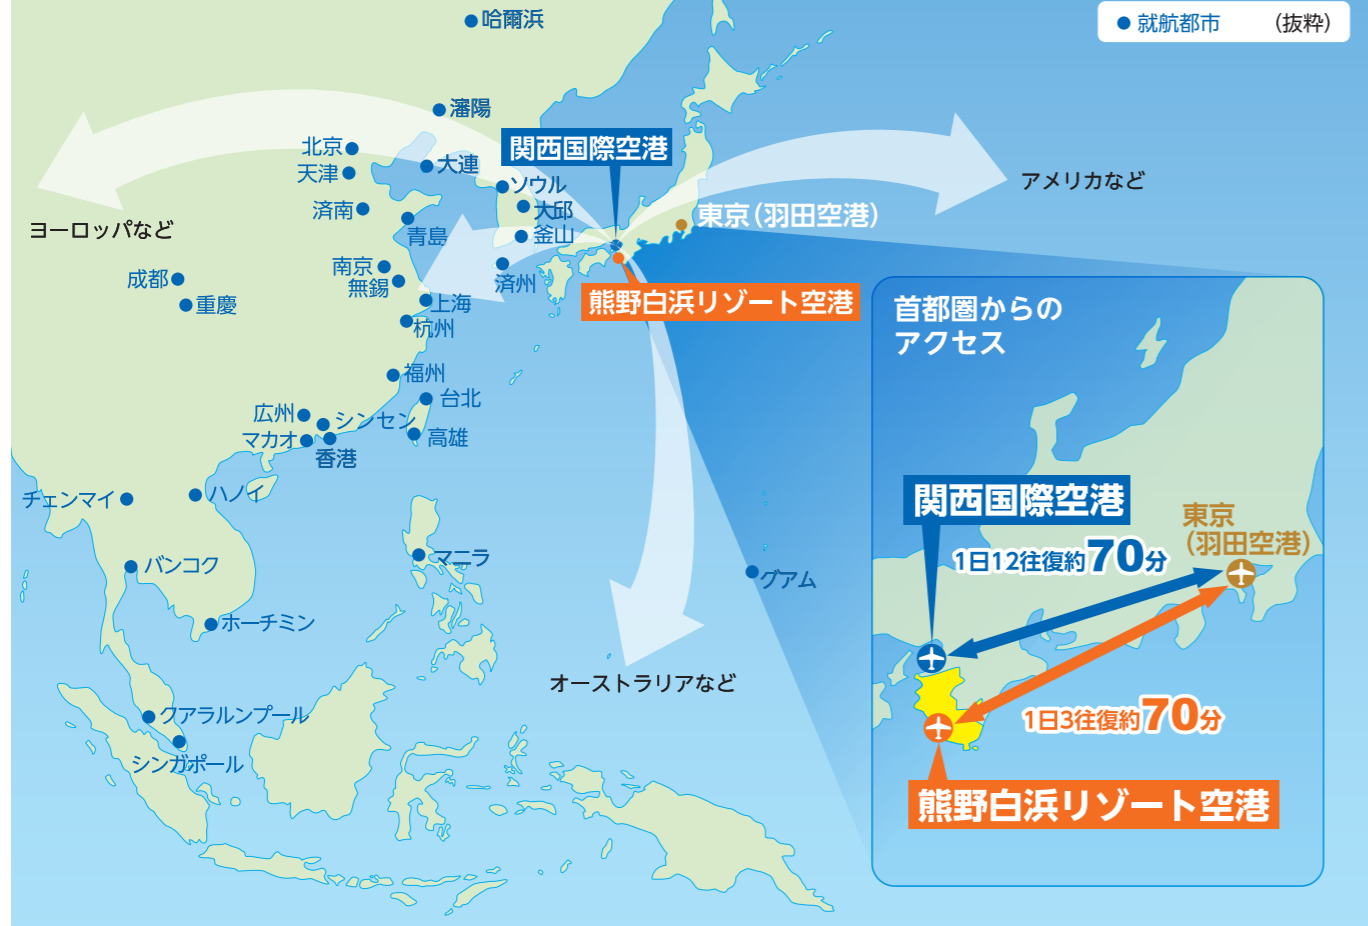 哈爾浜
就航都市 （抜粋）
瀋陽
北京
天津
大連
関西国際空港
ソウル
大邱
釜山
済南
青島
アメリカなど
東京（羽田空港）
ヨーロッパなど
成都
重慶
南京
無錫
済州
上海
杭州
熊野白浜リゾート空港
福州
台北
広州
シンセン
マカオ
香港
高雄
チェンマイ
ハノイ
バンコク
マニラ
グアム
ホーチミン
オーストラリアなど
クアラルンプール
シンガポール
首都圏からの
アクセス
関西国際空港
東京
（羽田空港）
1日12往復約70分
1日3往復約70分
熊野白浜リゾート空港